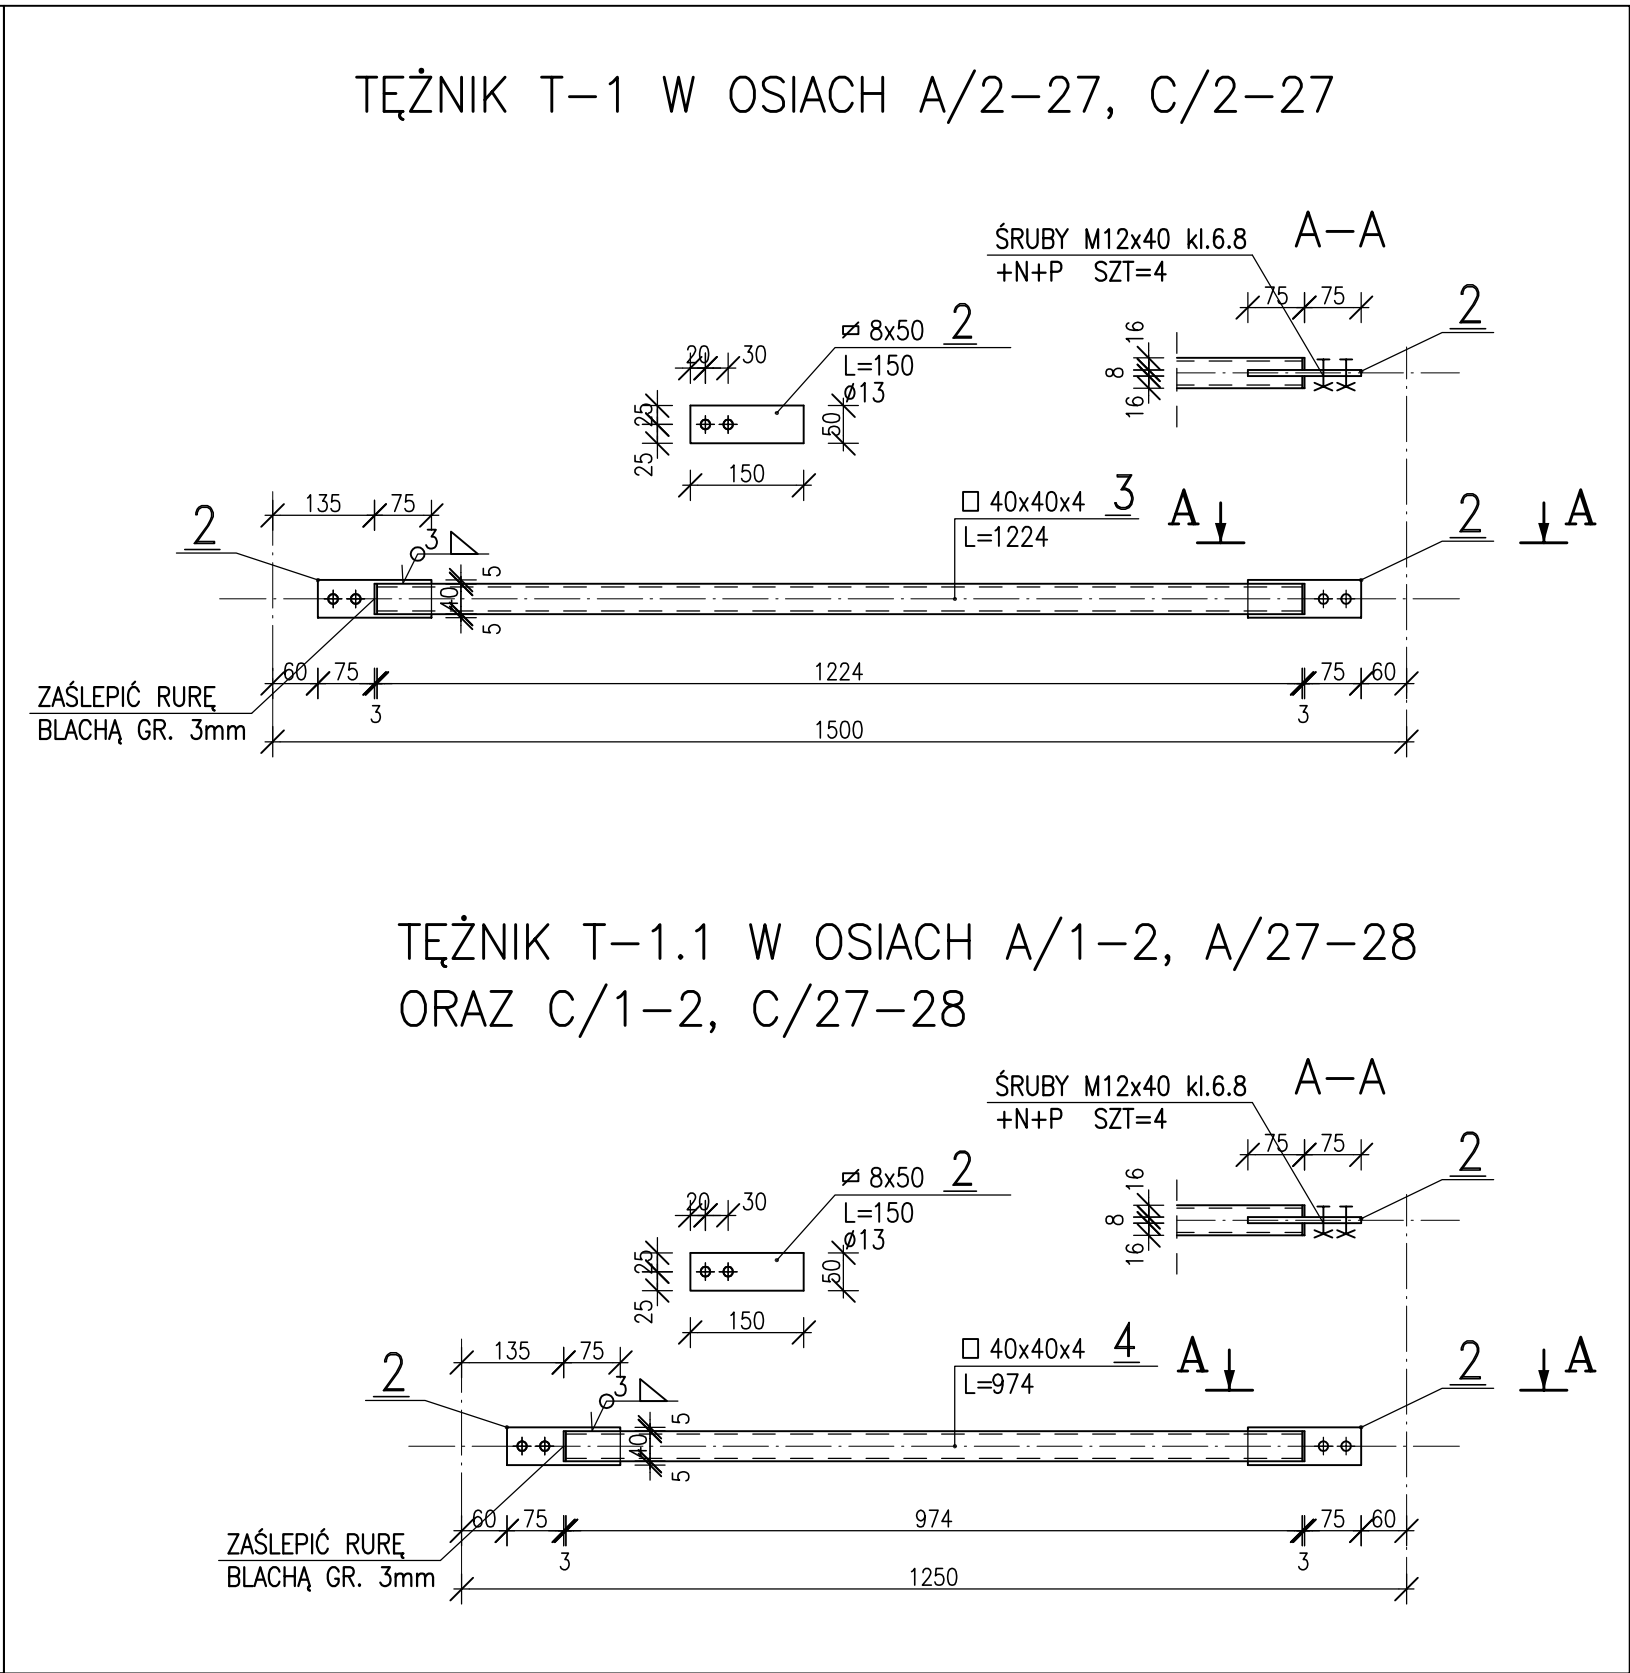 TĘŻNIK T-1 W OSIACH A/2-27, C/2-27
ŚRUBY M12x40 kl.6.8
+N+P SZT=4
A-A
75 75
2
16
8
16
8x50 2
L=150
ø13
20 30
25
25
50
150
135 75
2
3
40x40x4 3
L=1224
A A
2
5
40
5
60 75 1224 75 60
3 3
ZAŚLEPIĆ RURĘ
BLACHĄ GR. 3mm
1500
TĘŻNIK T-1.1 W OSIACH A/1-2, A/27-28
ORAZ C/1-2, C/27-28
ŚRUBY M12x40 kl.6.8
+N+P SZT=4
A-A
75 75
2
16
8
16
8x50 2
L=150
ø13
20 30
25
25
50
150
135 75
2
3
40x40x4 4
L=974
A A
2
5
40
5
60 75 974 75 60
3 3
ZAŚLEPIĆ RURĘ
BLACHĄ GR. 3mm
1250